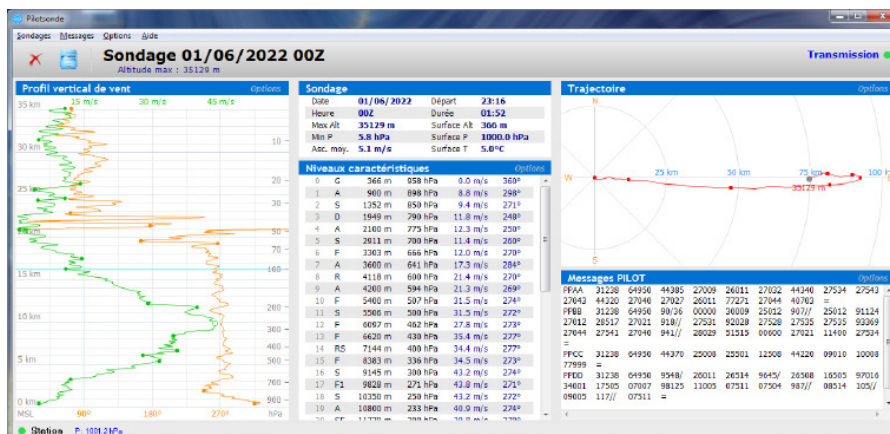 Pilotsonde
Sondages Messages Options Aide
Sondage 01/06/2022 00Z
Altitude max : 35129 m
Transmission
Profil vertical de vent Options
15 m/s 30 m/s 45 m/s
35 km
30 km
25 km
15 km
10 km
5 km
0 km
10
20
30
50
70
100
200
300
400
500
700
900
MSL 90° 180° 270° hPa
Sondage
Date 01/06/2022 Départ 23:16
Heure 00Z Durée 01:52
Max Alt 35129 m Surface Alt 366 m
Min P 5.8 hPa Surface P 1000.0 hPa
Asc. moy. 5.1 m/s Surface T 5.0°C
Niveaux caractéristiques Options
0 G 366 m 958 hPa 0.0 m/s 360°
1 A 900 m 898 hPa 8.8 m/s 298°
2 S 1352 m 850 hPa 9.4 m/s 271°
3 D 1949 m 790 hPa 11.8 m/s 248°
4 A 2100 m 775 hPa 12.3 m/s 250°
5 S 2911 m 700 hPa 11.4 m/s 260°
6 F 3303 m 666 hPa 12.0 m/s 270°
7 A 3600 m 641 hPa 17.3 m/s 284°
8 R 4118 m 600 hPa 21.4 m/s 270°
9 A 4200 m 594 hPa 21.3 m/s 269°
10 F 5400 m 507 hPa 31.5 m/s 274°
11 S 5506 m 500 hPa 31.5 m/s 272°
12 F 6097 m 462 hPa 27.8 m/s 273°
13 F 6620 m 430 hPa 35.4 m/s 277°
14 RS 7144 m 400 hPa 34.4 m/s 277°
15 F 8383 m 336 hPa 34.5 m/s 273°
16 S 9145 m 300 hPa 43.2 m/s 274°
17 F1 9828 m 271 hPa 43.8 m/s 271°
18 S 10350 m 250 hPa 43.2 m/s 272°
19 A 10800 m 233 hPa 40.9 m/s 274°
Trajectoire Options
N
W
S
25 km 50 km 75 km 100 k
35129 m
Messages PILOT Options
PPAA 31238 64950 44385 27009 26011 27032 44340 27534 27543
27043 44320 27040 27027 26011 77271 27044 40703 =
PPBB 31238 64950 90/36 00000 30009 25012 907// 25012 91124
27012 28517 27021 918// 27531 92028 27528 27535 27535 93369
27044 27541 27040 941// 28029 51515 00600 27021 11400 27534
=
PPCC 31238 64950 44370 25008 25501 12508 44220 09010 10008
77999 =
PPDD 31238 64950 9548/ 26011 26514 9645/ 26508 16505 97016
34001 17505 07007 98125 11005 07511 07504 987// 08514 105//
09005 117// 07511 =
Station P: 1001.2 hPa